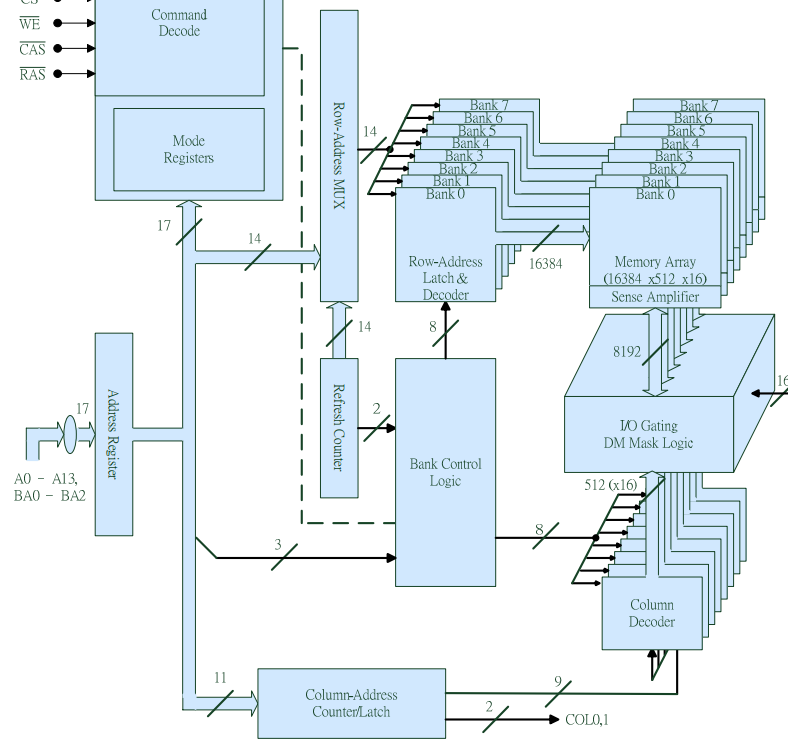 CS
WE
CAS
RAS
Command
Decode
Mode
Registers
17
14
Row-Address MUX
14
Bank 7
Bank 6
Bank 5
Bank 4
Bank 3
Bank 2
Bank 1
Bank 0
Row-Address
Latch &
Decoder
16384
Bank 7
Bank 6
Bank 5
Bank 4
Bank 3
Bank 2
Bank 1
Bank 0
Memory Array
(16384 x512 x16)
Sense Amplifier
14
8
8192
16
I/O Gating
DM Mask Logic
17
Address Register
A0 - A13,
BA0 - BA2
Refresh Counter
2
Bank Control
Logic
512 (x16)
3
8
Column
Decoder
11
Column-Address
Counter/Latch
9
2
COL0,1